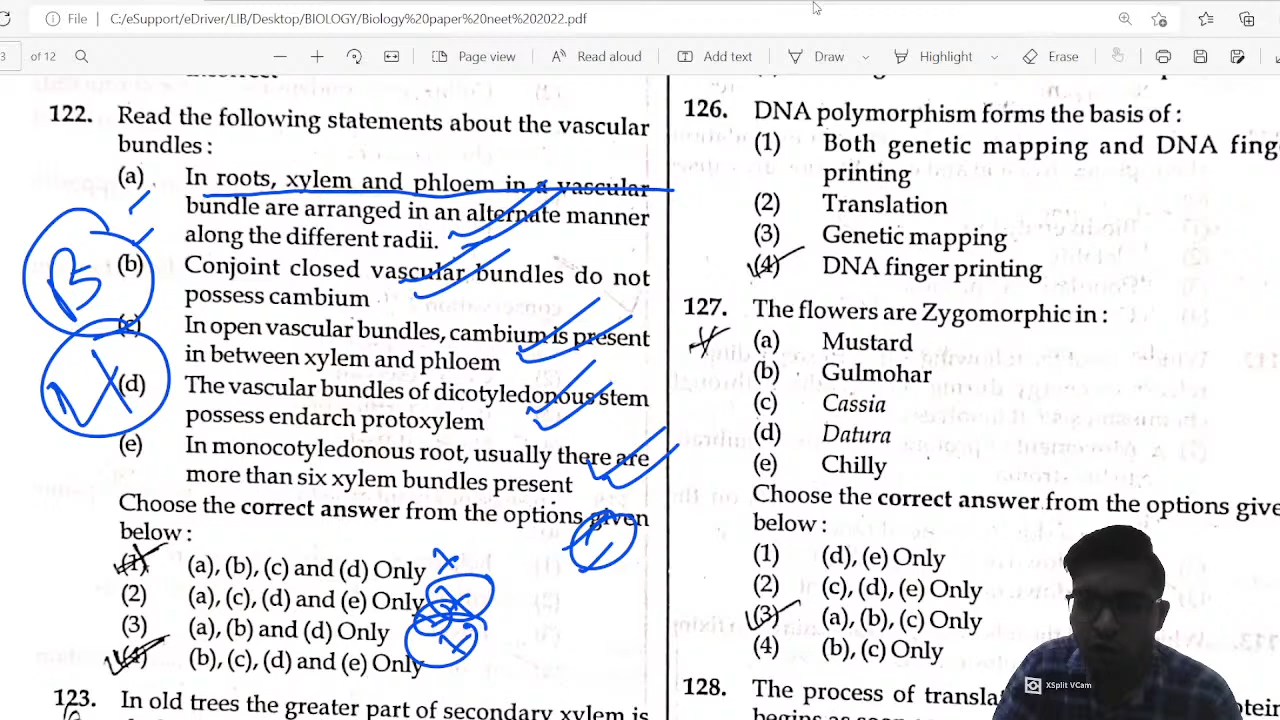 File
C:/eSupport/eDriver/LIB/Desktop/BIOLOGY/Biology%20paper%20neet%202022.pdf
3 of 12
Page view
Read aloud
Add text
Draw
Highlight
Erase
122. Read the following statements about the vascular
bundles :
(a) In roots, xylem and phloem in a vascular
bundle are arranged in an alternate manner
along the different radii.
(b) Conjoint closed vascular bundles do not
possess cambium
(c) In open vascular bundles, cambium is present
in between xylem and phloem
(d) The vascular bundles of dicotyledonous stem
possess endarch protoxylem
(e) In monocotyledonous root, usually there are
more than six xylem bundles present
Choose the correct answer from the options given
below :
(1) (a), (b), (c) and (d) Only
(2) (a), (c), (d) and (e) Only
(3) (a), (b) and (d) Only
(4) (b), (c), (d) and (e) Only
123. In old trees the greater part of secondary xylem is
B
126. DNA polymorphism forms the basis of :
(1) Both genetic mapping and DNA finge
printing
(2) Translation
(3) Genetic mapping
(4) DNA finger printing
127. The flowers are Zygomorphic in :
(a) Mustard
(b) Gulmohar
(c) Cassia
(d) Datura
(e) Chilly
Choose the correct answer from the options give
below :
(1) (d), (e) Only
(2) (c), (d), (e) Only
(3) (a), (b), (c) Only
(4) (b), (c) Only
128. The process of transla
begins as soon
XSplit VCam